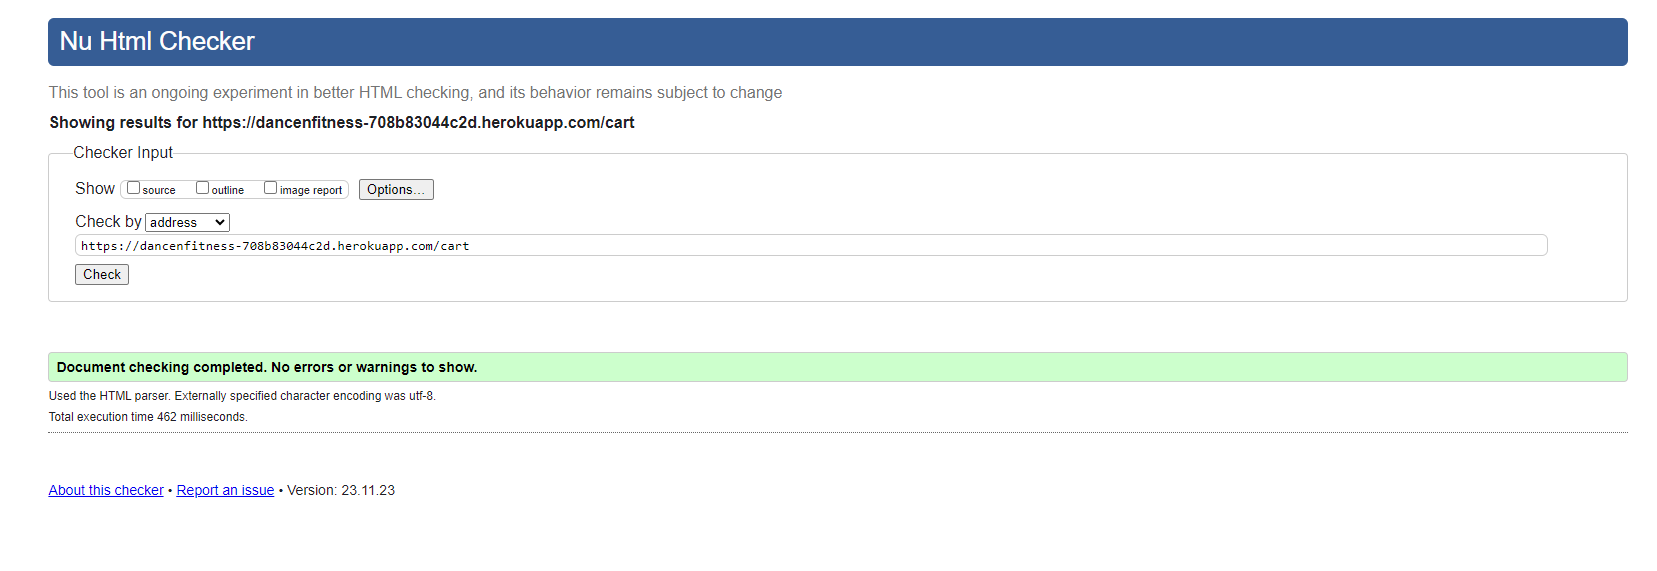 Nu Html Checker
This tool is an ongoing experiment in better HTML checking, and its behavior remains subject to change
Showing results for https://dancenfitness-708b83044c2d.herokuapp.com/cart
Checker Input
Show source outline image report Options...
Check by address
https://dancenfitness-708b83044c2d.herokuapp.com/cart
Check
Document checking completed. No errors or warnings to show.
Used the HTML parser. Externally specified character encoding was utf-8.
Total execution time 462 milliseconds.
About this checker • Report an issue • Version: 23.11.23